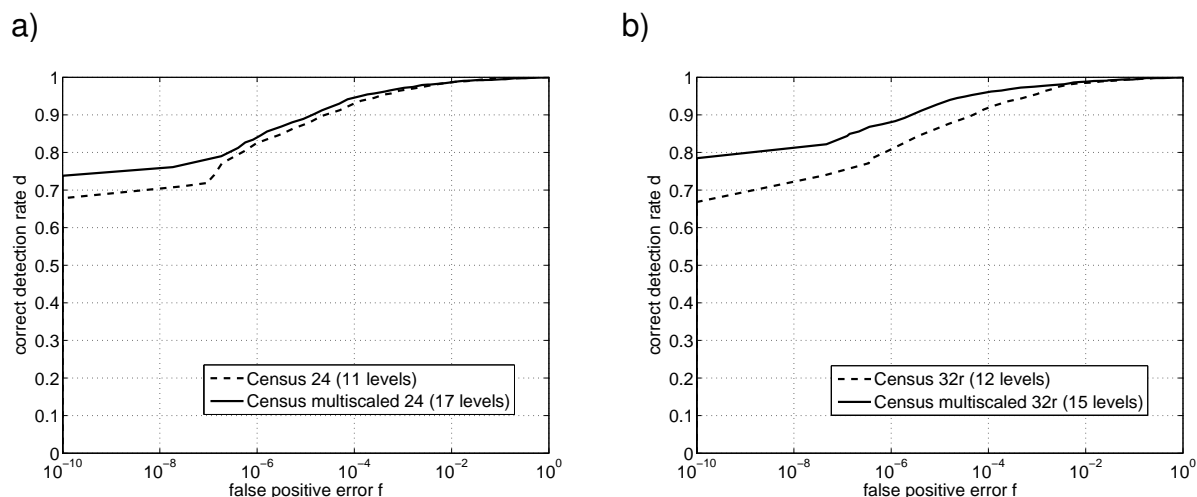 a)
1
0.9
0.8
0.7
0.6
0.5
0.4
0.3
0.2
0.1
0
correct detection rate d
Census 24 (11 levels)
Census multiscaled 24 (17 levels)
10^−10 10^−8 10^−6 10^−4 10^−2 10^0
false positive error f
b)
1
0.9
0.8
0.7
0.6
0.5
0.4
0.3
0.2
0.1
0
correct detection rate d
Census 32r (12 levels)
Census multiscaled 32r (15 levels)
10^−10 10^−8 10^−6 10^−4 10^−2 10^0
false positive error f